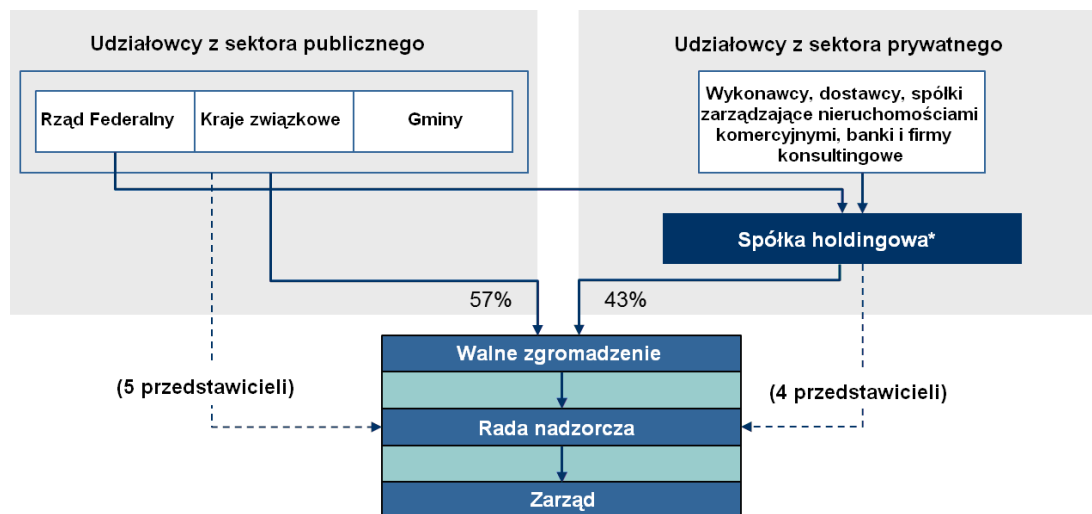 Udziałowcy z sektora publicznego
Rząd Federalny
Kraje związkowe
Gminy
Udziałowcy z sektora prywatnego
Wykonawcy, dostawcy, spólki
zarządzające nieruchomościami
komercyjnymi, banki i firmy
konsultingowe
Spółka holdingowa*
57%
43%
Walne zgromadzenie
(5 przedstawicieli)
(4 przedstawicieli)
Rada nadzorcza
Zarząd